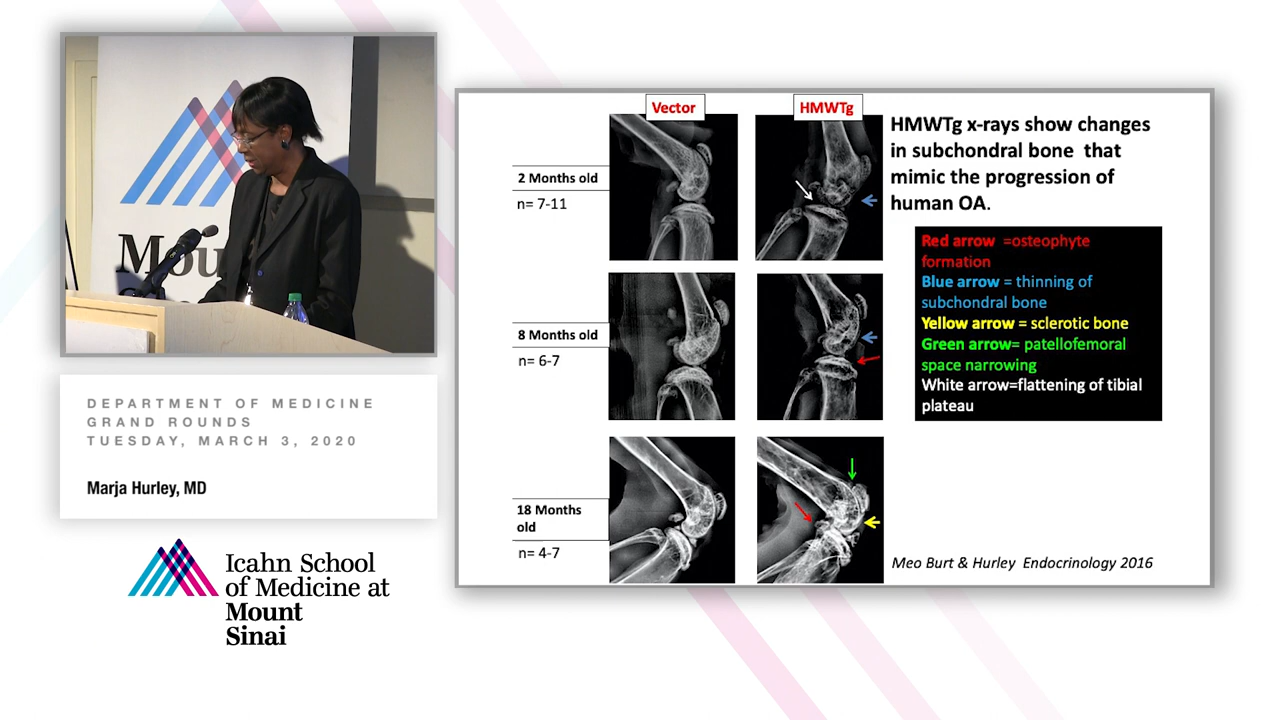 Mou
DEPARTMENT OF MEDICINE
GRAND ROUNDS
TUESDAY, MARCH 3, 2020
Marja Hurley, MD
Icahn School
of Medicine at
Mount
Sinai
Vector
HMWTg
2 Months old
n= 7-11
8 Months old
n= 6-7
18 Months
old
n= 4-7
HMWTg x-rays show changes
in subchondral bone that
mimic the progression of
human OA.
Red arrow =osteophyte
formation
Blue arrow = thinning of
subchondral bone
Yellow arrow = sclerotic bone
Green arrow= patellofemoral
space narrowing
White arrow=flattening of tibial
plateau
Meo Burt & Hurley Endocrinology 2016